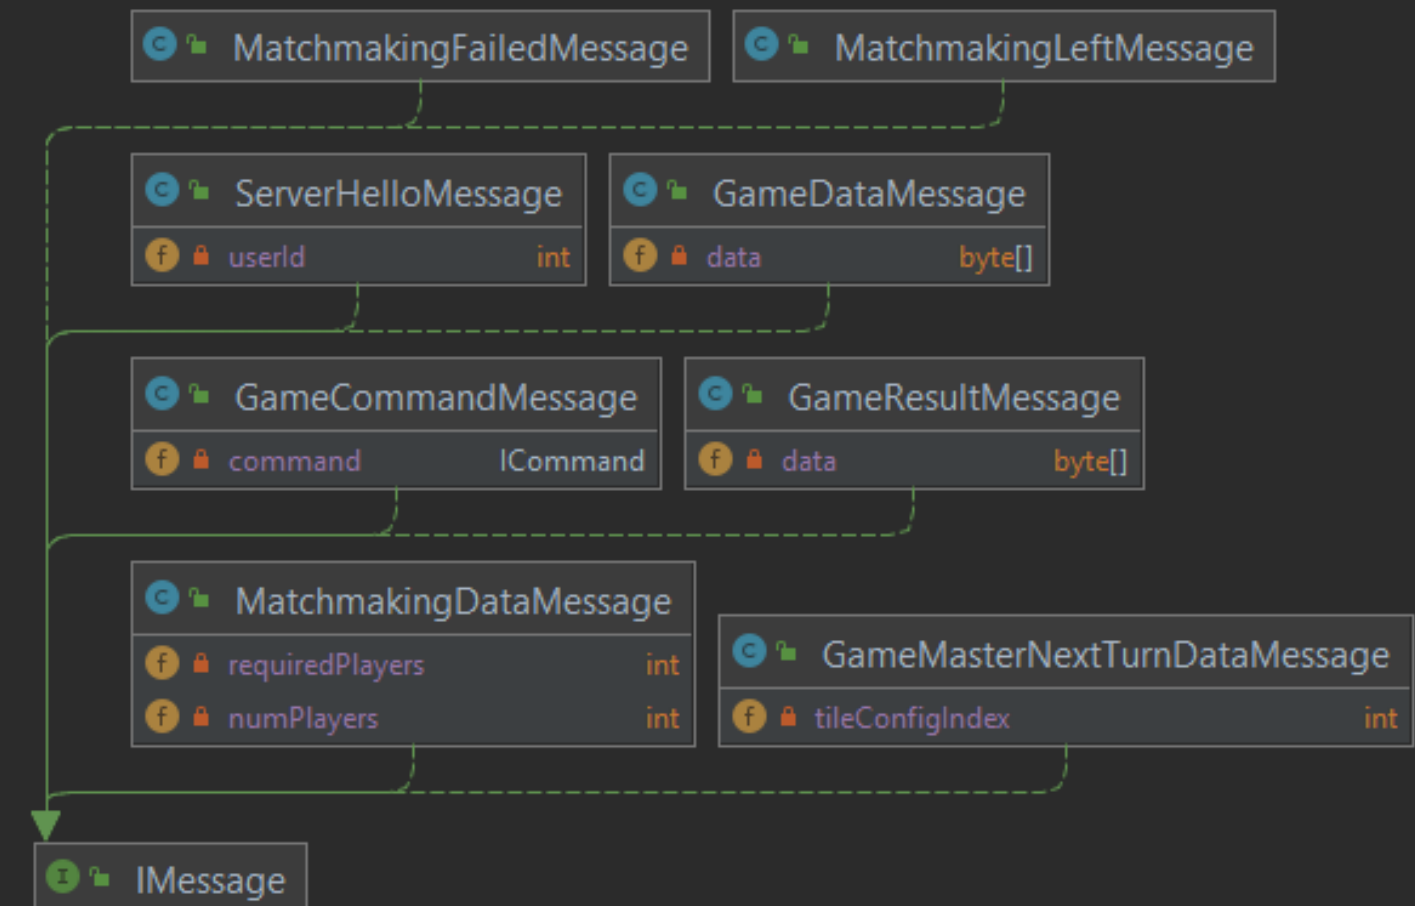 MatchmakingFailedMessage
MatchmakingLeftMessage
ServerHelloMessage
userId int
GameDataMessage
data byte[]
GameCommandMessage
command ICommand
GameResultMessage
data byte[]
MatchmakingDataMessage
requiredPlayers int
numPlayers int
GameMasterNextTurnDataMessage
tileConfigIndex int
IMessage